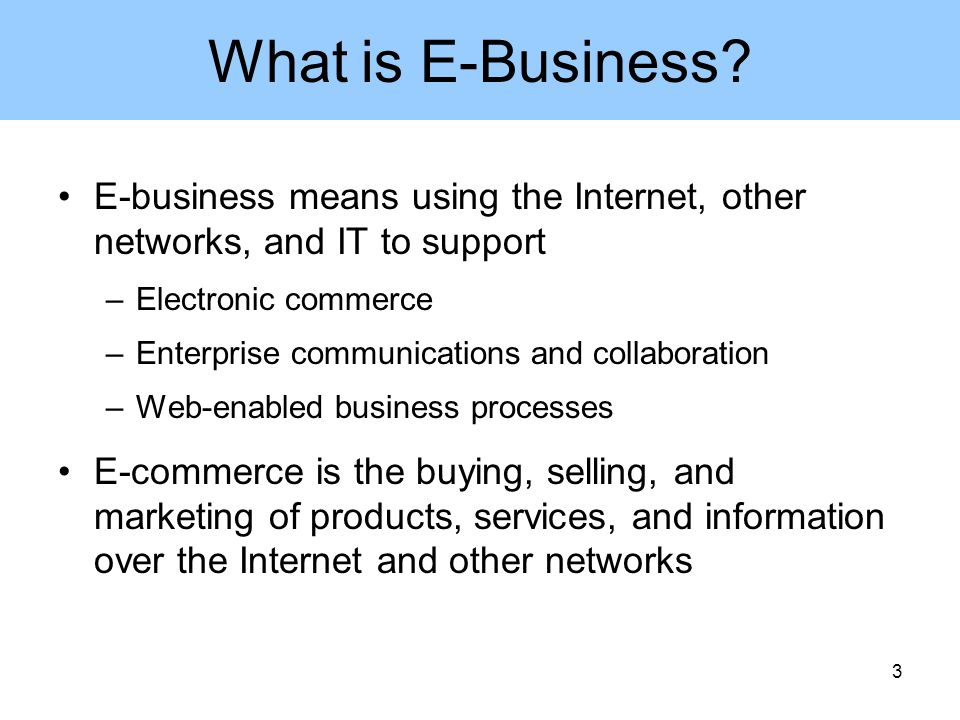 What is E-Business?
• E-business means using the Internet, other
networks, and IT to support
– Electronic commerce
– Enterprise communications and collaboration
– Web-enabled business processes
• E-commerce is the buying, selling, and
marketing of products, services, and information
over the Internet and other networks
3